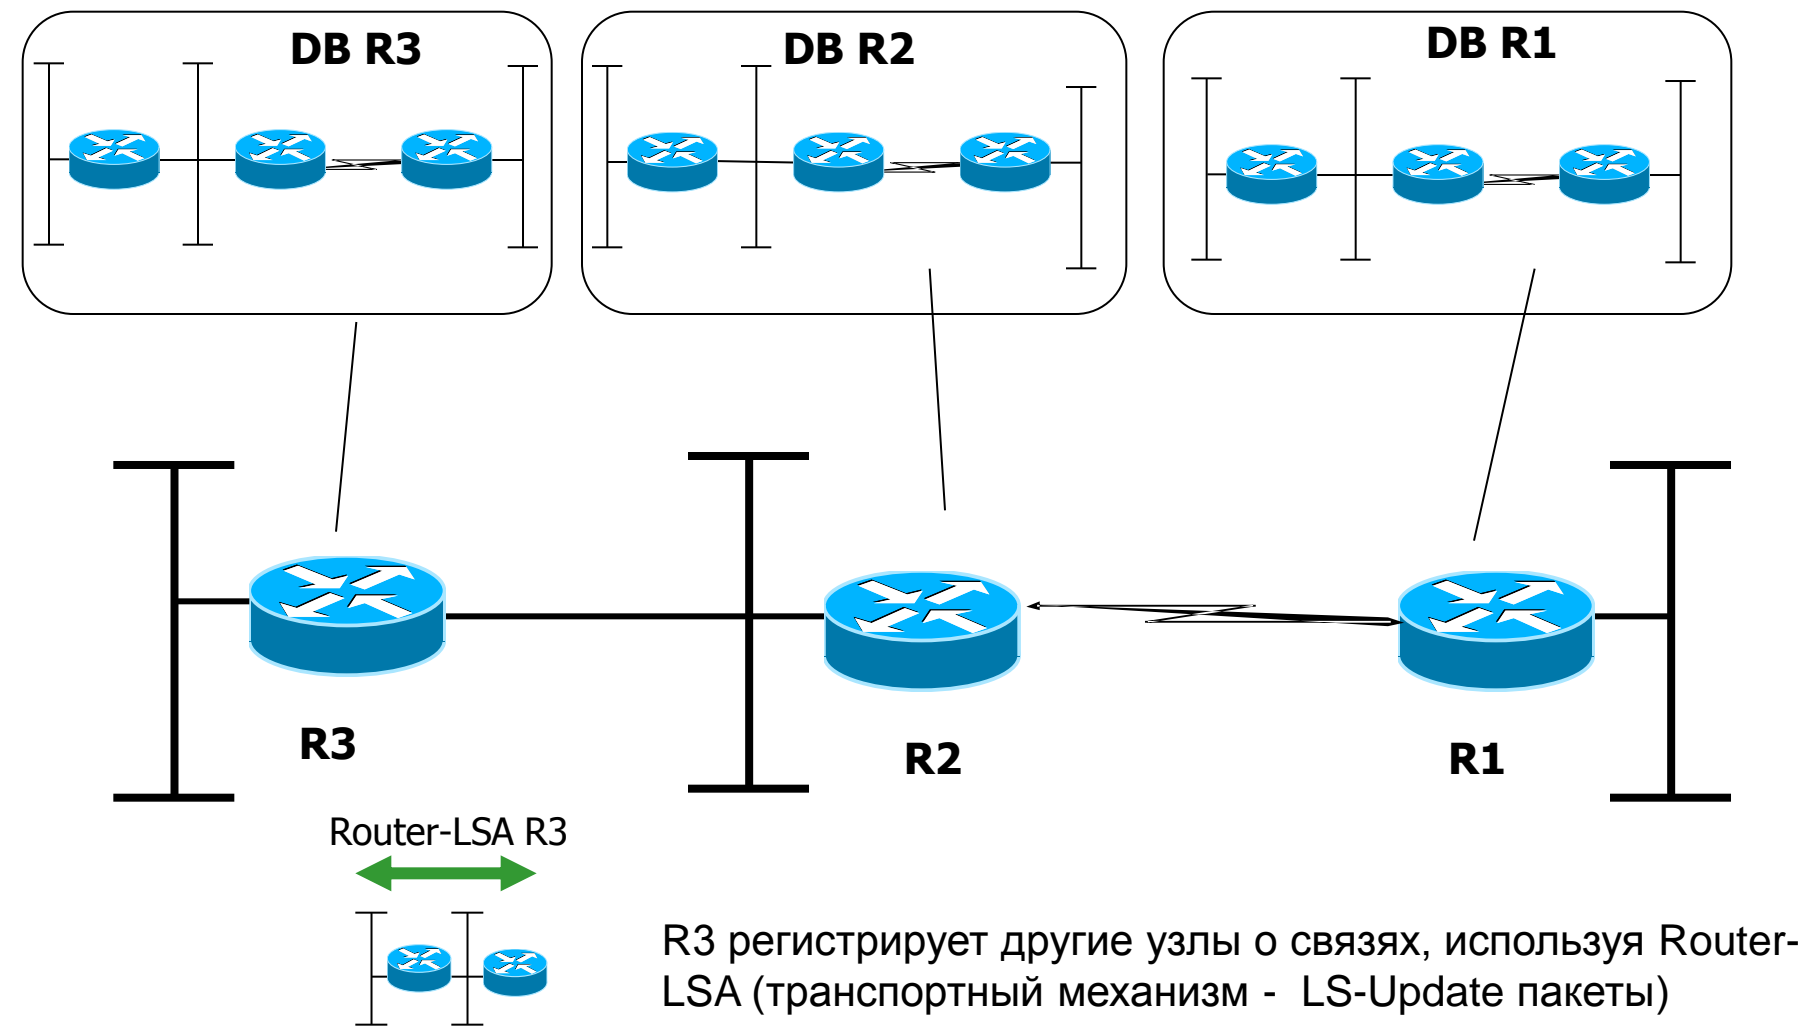 DB R3
DB R2
DB R1
R3
R2
R1
Router-LSA R3
R3 регистрирует другие узлы о связях, используя Router-
LSA (транспортный механизм - LS-Update пакеты)